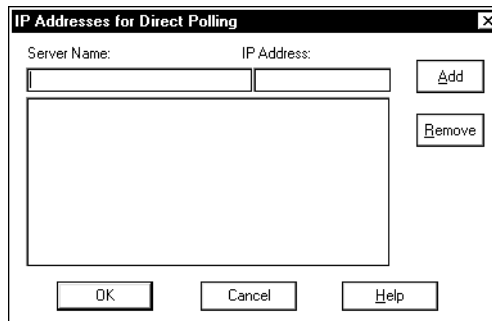 IP Addresses for Direct Polling
Server Name: IP Address:
Add
Remove
OK Cancel Help